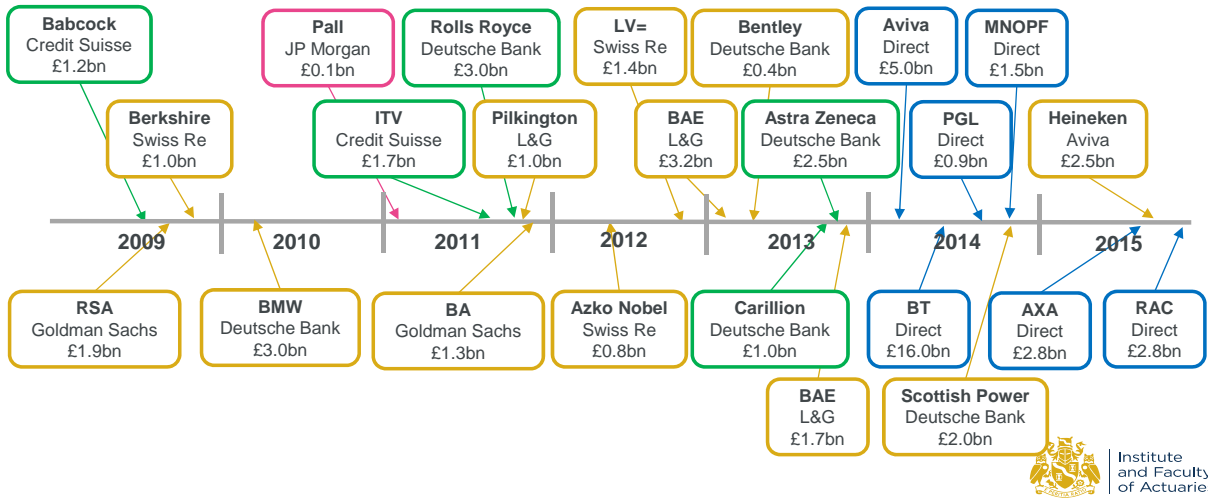 Babcock
Credit Suisse
£1.2bn
Pall
JP Morgan
£0.1bn
Rolls Royce
Deutsche Bank
£3.0bn
LV=
Swiss Re
£1.4bn
Bentley
Deutsche Bank
£0.4bn
Aviva
Direct
£5.0bn
MNOPF
Direct
£1.5bn
Berkshire
Swiss Re
£1.0bn
ITV
Credit Suisse
£1.7bn
Pilkington
L&G
£1.0bn
BAE
L&G
£3.2bn
Astra Zeneca
Deutsche Bank
£2.5bn
PGL
Direct
£0.9bn
Heineken
Aviva
£2.5bn
2009
2010
2011
2012
2013
2014
2015
RSA
Goldman Sachs
£1.9bn
BMW
Deutsche Bank
£3.0bn
BA
Goldman Sachs
£1.3bn
Azko Nobel
Swiss Re
£0.8bn
Carillion
Deutsche Bank
£1.0bn
BT
Direct
£16.0bn
AXA
Direct
£2.8bn
RAC
Direct
£2.8bn
BAE
L&G
£1.7bn
Scottish Power
Deutsche Bank
£2.0bn
Institute
and Faculty
of Actuarie